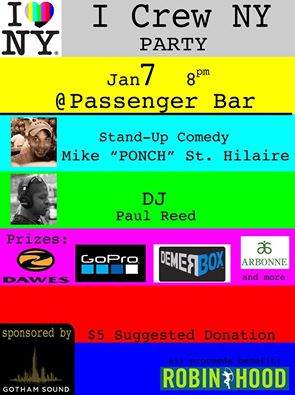 I
NY®
I Crew NY
PARTY
Jan7 8pm
@Passenger Bar
Stand-Up Comedy
Mike “PONCH” St. Hilaire
DJ
Paul Reed
Prizes:
DAWES
GoPro
DEMERBOX
ARBONNE
and more
sponsored by
GOTHAM SOUND
$5 Suggested Donation
all proceeds benefit:
ROBIN HOOD